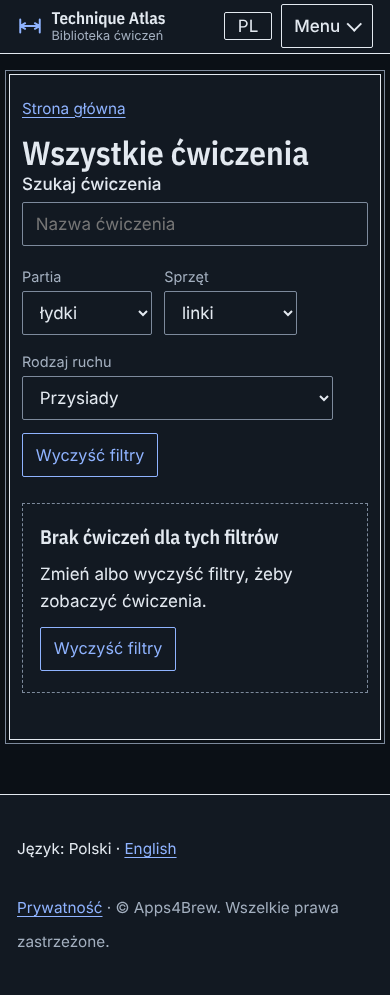 Technique Atlas
Biblioteka ćwiczeń
PL
Menu
Strona główna
Wszystkie ćwiczenia
Szukaj ćwiczenia
Nazwa ćwiczenia
Partia
Sprzęt
łydki
linki
Rodzaj ruchu
Przysiady
Wyczyść filtry
Brak ćwiczeń dla tych filtrów
Zmień albo wyczyść filtry, żeby
zobaczyć ćwiczenia.
Wyczyść filtry
Język: Polski · English
Prywatność · © Apps4Brew. Wszelkie prawa
zastrzeżone.